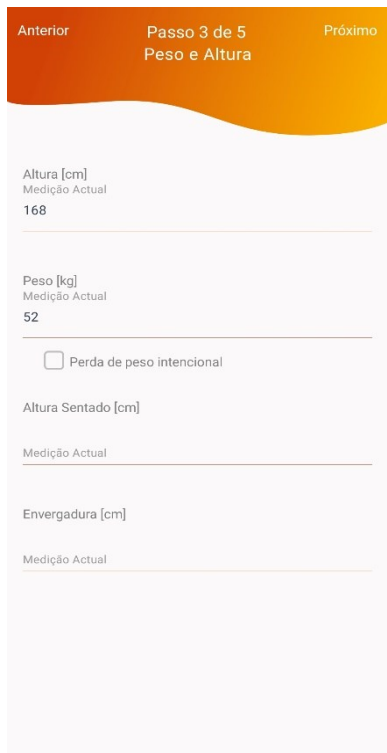 Anterior
Passo 3 de 5
Próximo
Peso e Altura
Altura [cm]
Medição Actual
168
Peso [kg]
Medição Actual
52
Perda de peso intencional
Altura Sentado [cm]
Medição Actual
Envergadura [cm]
Medição Actual